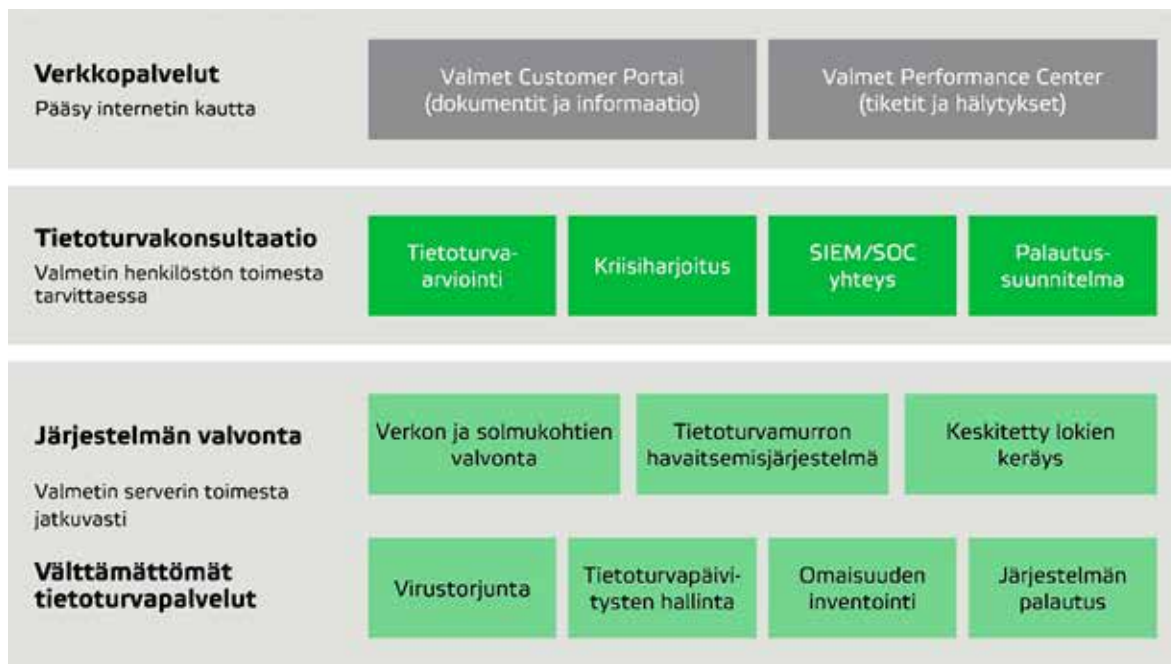 Verkkopalvelut
Pääsy internetin kautta
Valmet Customer Portal
(dokumentit ja informaatio)
Valmet Performance Center
(tiketit ja hälytykset)
Tietoturvakonsultaatio
Valmetin henkilöstön toimesta
tarvittaessa
Tietoturva-
arviointi
Kriisiharjoitus
SIEM/SOC
yhteys
Palautus-
suunnitelma
Järjestelmän valvonta
Verkon ja solmukohtien
valvonta
Tietoturvamurron
havaitsemisjärjestelmä
Keskitetty lokien
keräys
Valmetin serverin toimesta
jatkuvasti
Välttämättömät
tietoturvapalvelut
Virustorjunta
Tietoturvapäivi-
tysten hallinta
Omaisuuden
inventointi
Järjestelmän
palautus